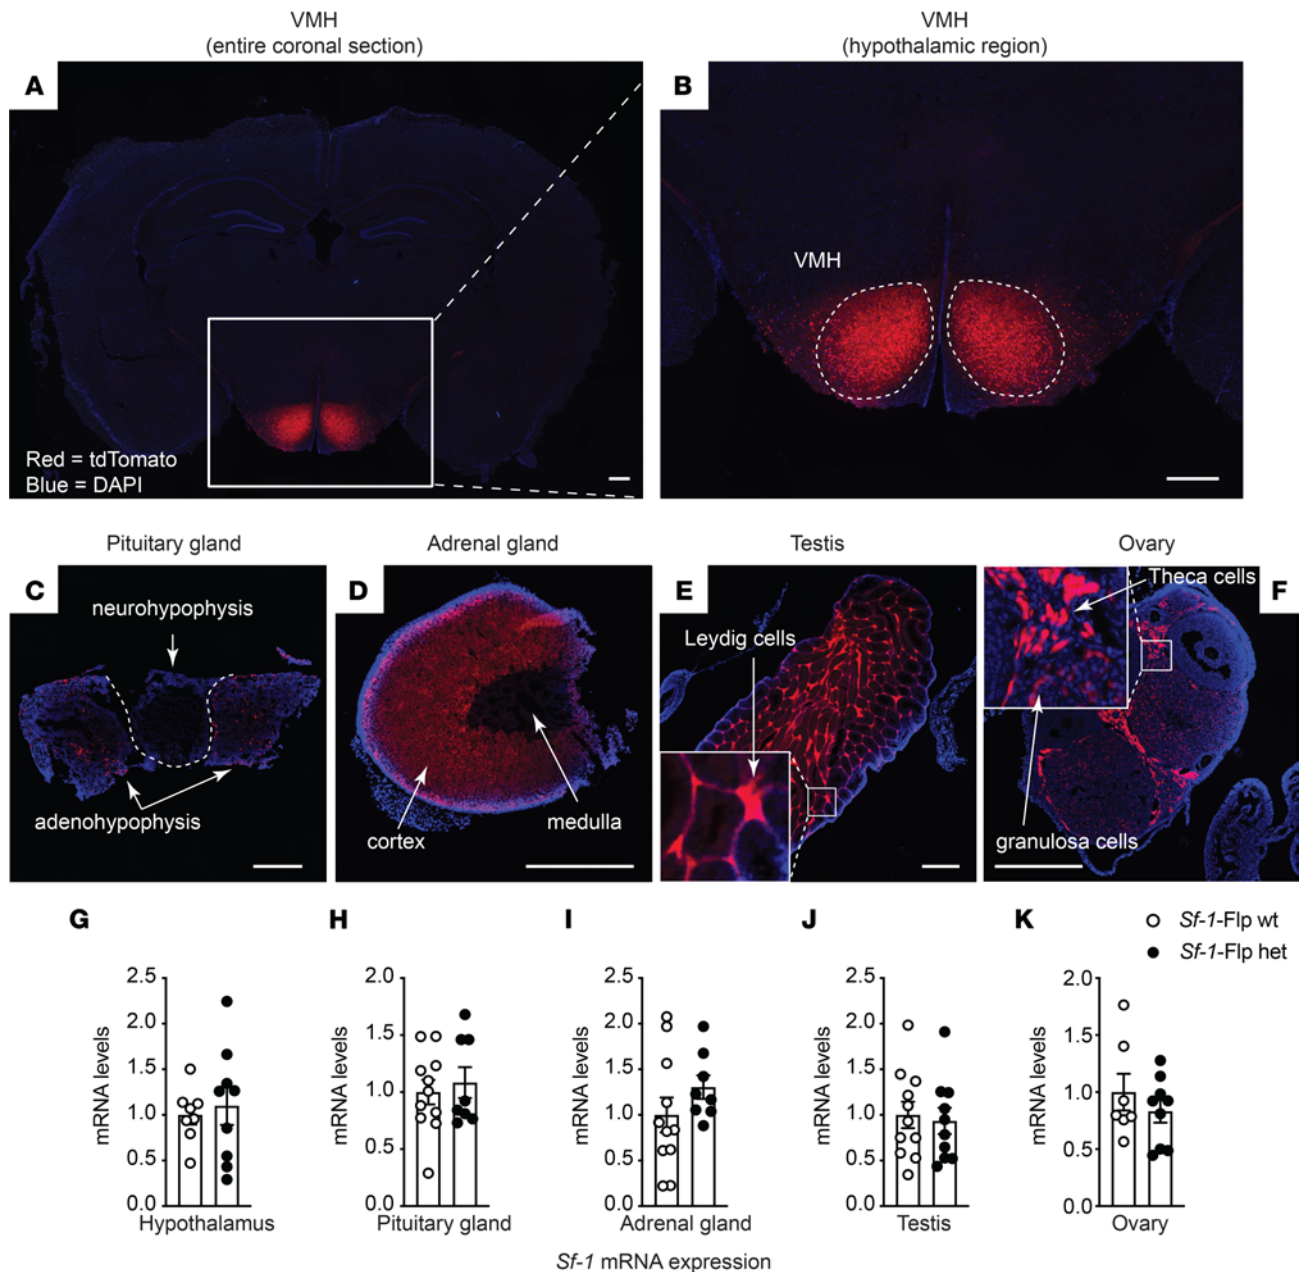 VMH
(entire coronal section)
VMH
(hypothalamic region)
A
Red = tdTomato
Blue = DAPI
B
VMH
Pituitary gland
Adrenal gland
Testis
Ovary
C
neurohypophysis
adenohypophysis
D
cortex
medulla
E
Leydig cells
F
Theca cells
granulosa cells
G
H
I
J
K
Sf-1-Flp wt
Sf-1-Flp het
mRNA levels
2.5
2.0
1.5
1.0
0.5
0.0
Hypothalamus
mRNA levels
2.0
1.5
1.0
0.5
0.0
Pituitary gland
mRNA levels
2.5
2.0
1.5
1.0
0.5
0.0
Adrenal gland
mRNA levels
2.5
2.0
1.5
1.0
0.5
0.0
Testis
mRNA levels
2.0
1.5
1.0
0.5
0.0
Ovary
Sf-1 mRNA expression